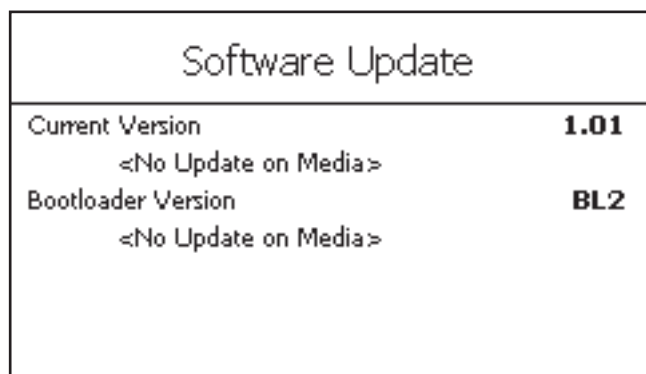 Software Update
Current Version 1.01
<No Update on Media>
Bootloader Version BL2
<No Update on Media>